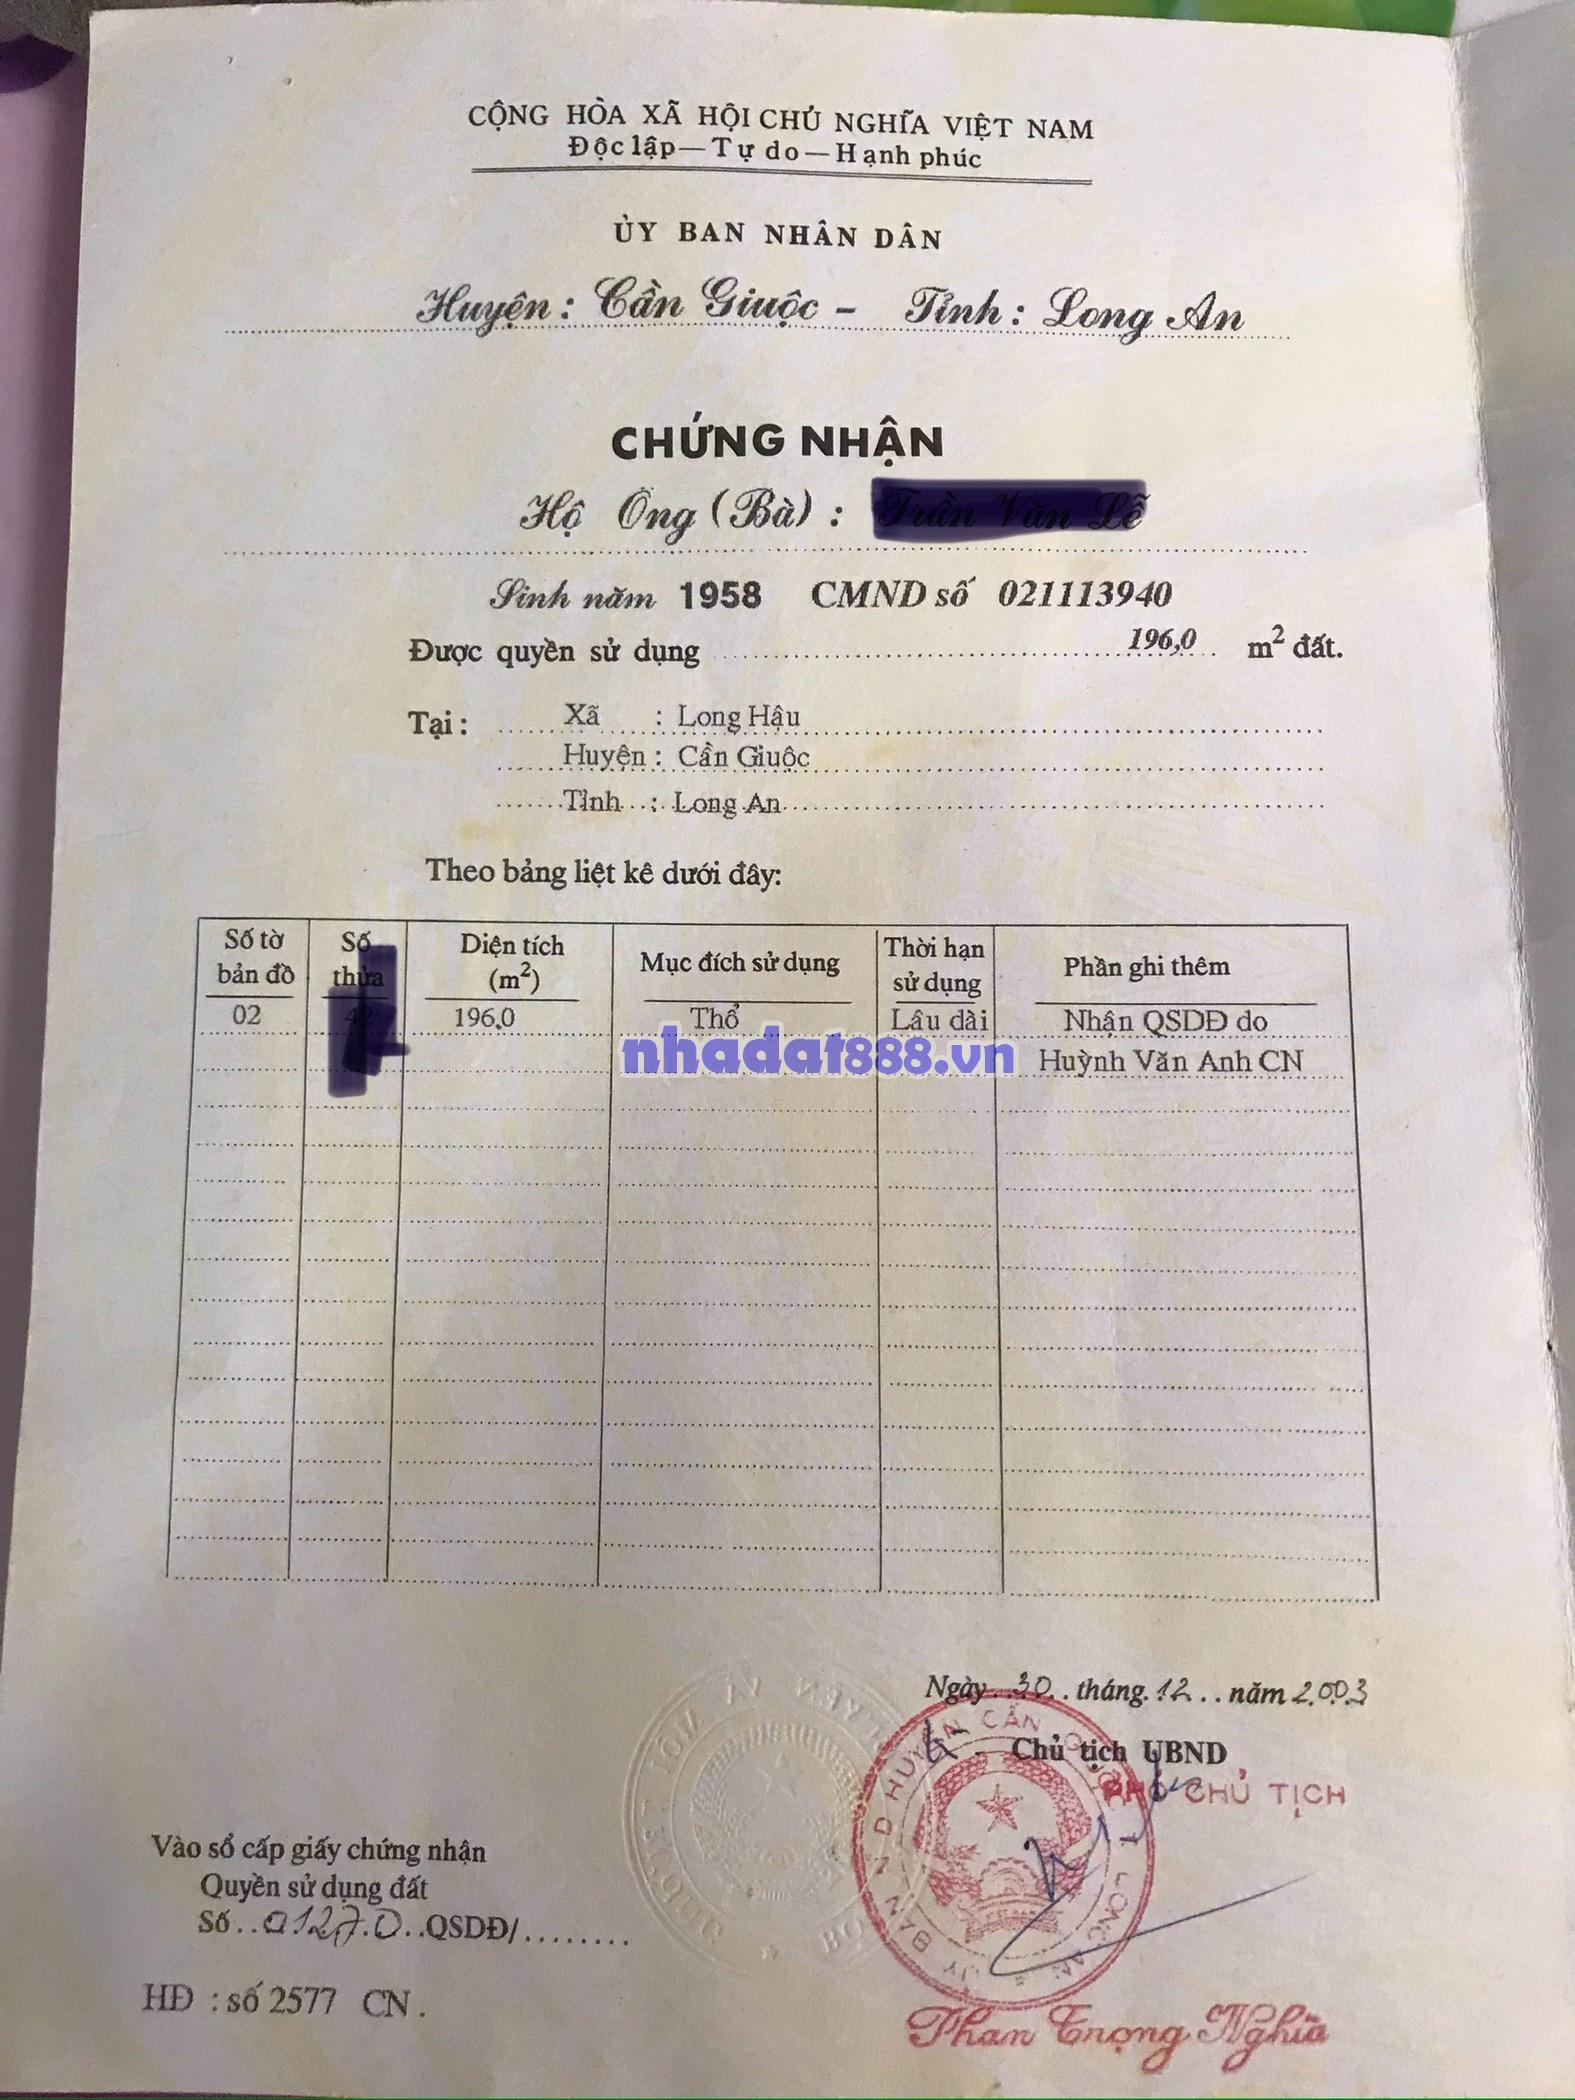 CỘNG HÒA XÃ HỘI CHỦ NGHĨA VIỆT NAM
Độc lập — Tự do — Hạnh phúc
ỦY BAN NHÂN DÂN
Huyện : Cần Giuộc - Tỉnh : Long An
CHỨNG NHẬN
Hộ Ông (Bà) :
Sinh năm 1958 CMND số 021113940
Được quyền sử dụng 196,0 m² đất.
Tại : Xã : Long Hậu
Huyện : Cần Giuộc
Tỉnh : Long An
Theo bảng liệt kê dưới đây:
Số tờ bản đồ
Số thửa
Diện tích (m²)
Mục đích sử dụng
Thời hạn sử dụng
Phần ghi thêm
02 196,0 Thổ Lâu dài Nhận QSDĐ do
Huỳnh Văn Anh CN
nhadat888.vn
Ngày 30 tháng 12 năm 2003
Chủ tịch UBND
PHÓ CHỦ TỊCH
Vào sổ cấp giấy chứng nhận
Quyền sử dụng đất
Số 01270 QSDĐ/
HĐ : số 2577 CN .
Phan Trọng Nghĩa